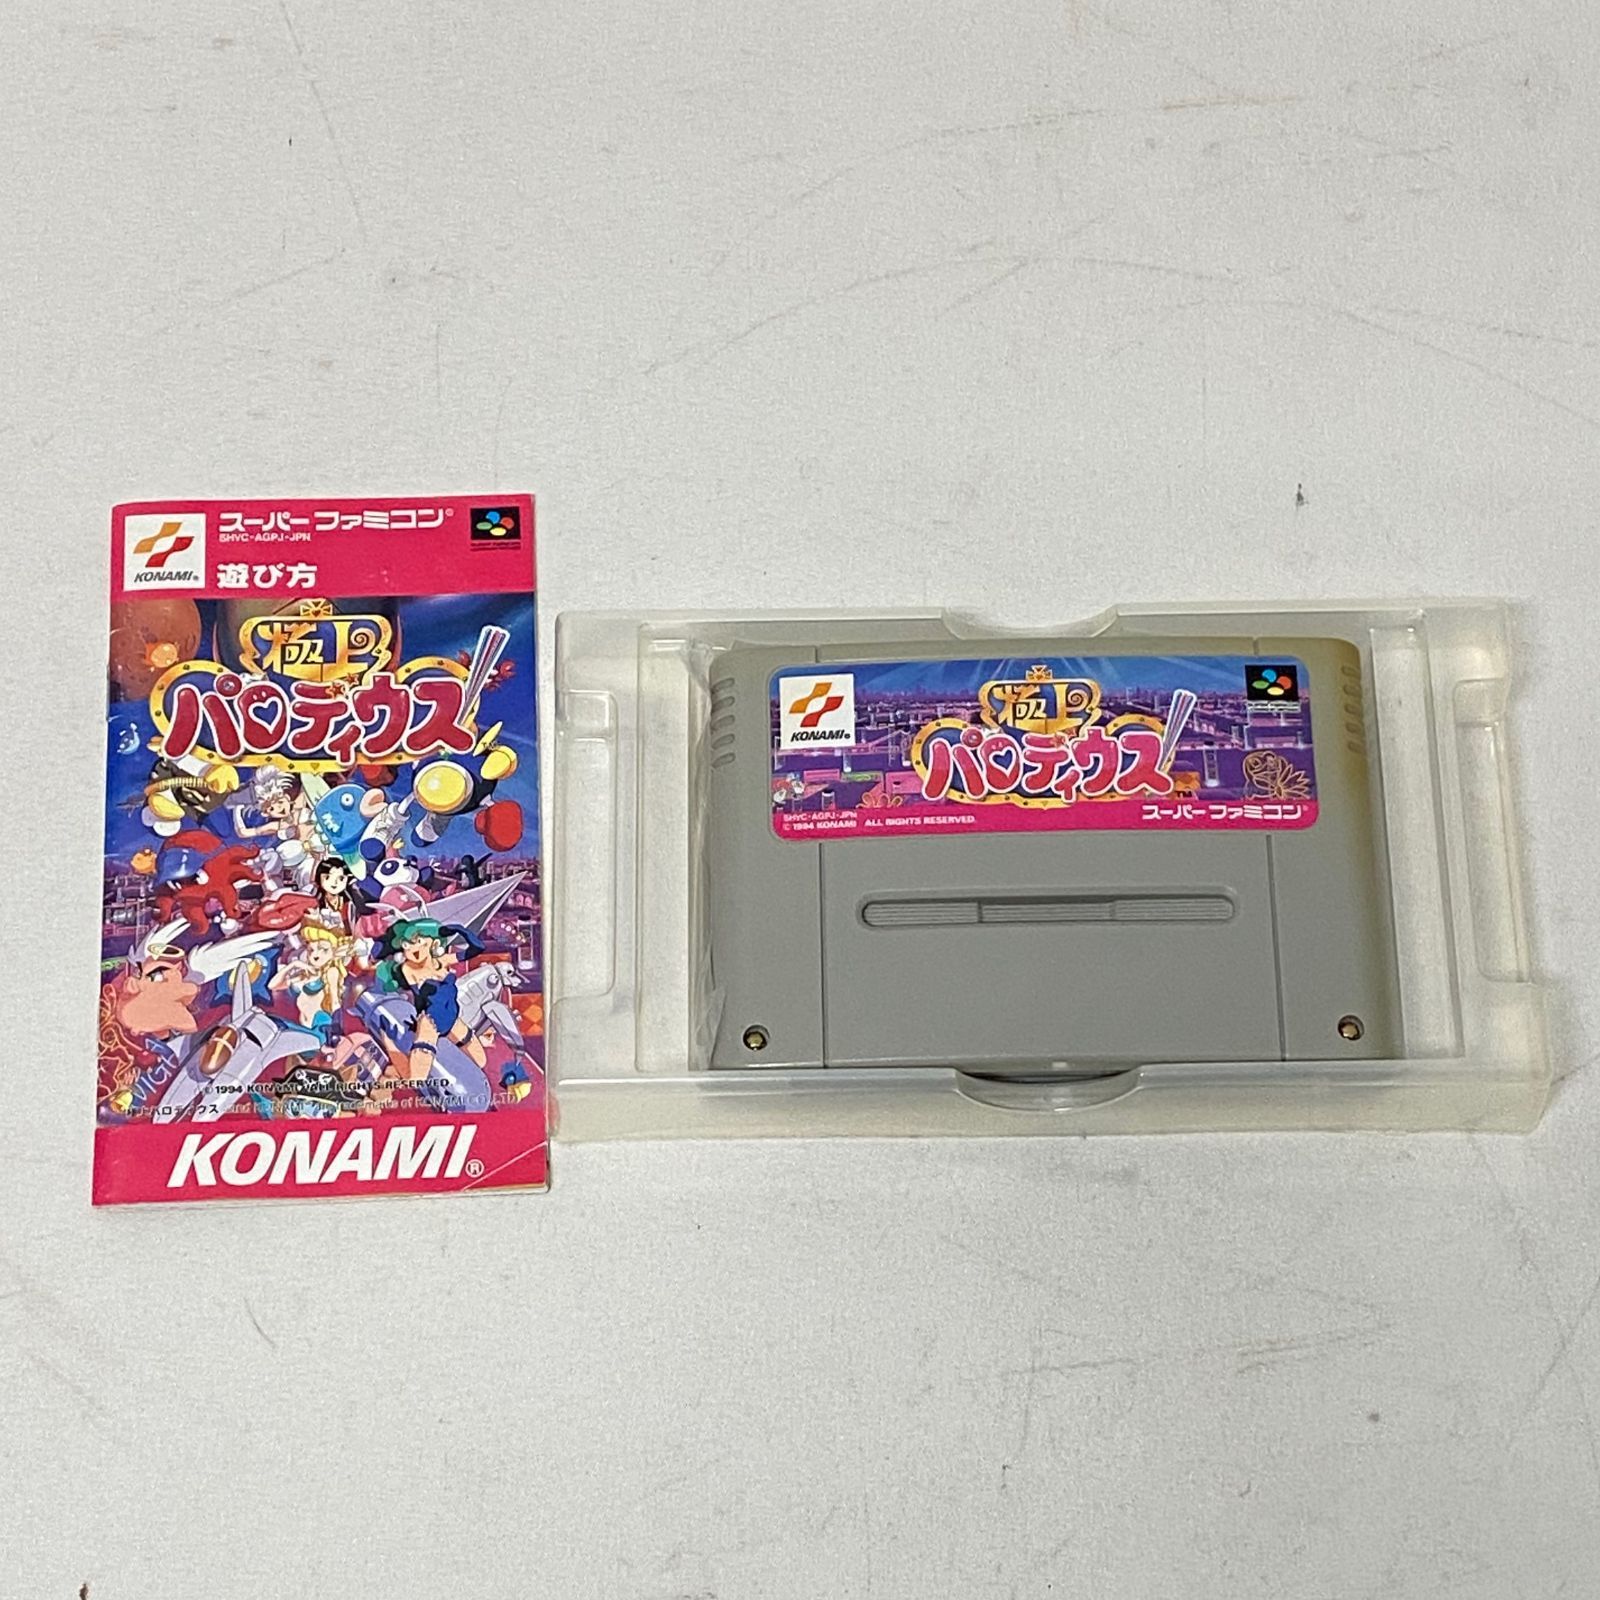 スーパーファミコン®
SHVC-AGPJ-JPN
KONAMI®
遊び方
極上
パロディウス!
™
©1994 KONAMI ALL RIGHTS RESERVED.
KONAMI®
KONAMI®
極上
パロディウス!
™
SHVC-AGPJ-JPN
© 1994 KONAMI ALL RIGHTS RESERVED.
スーパーファミコン®